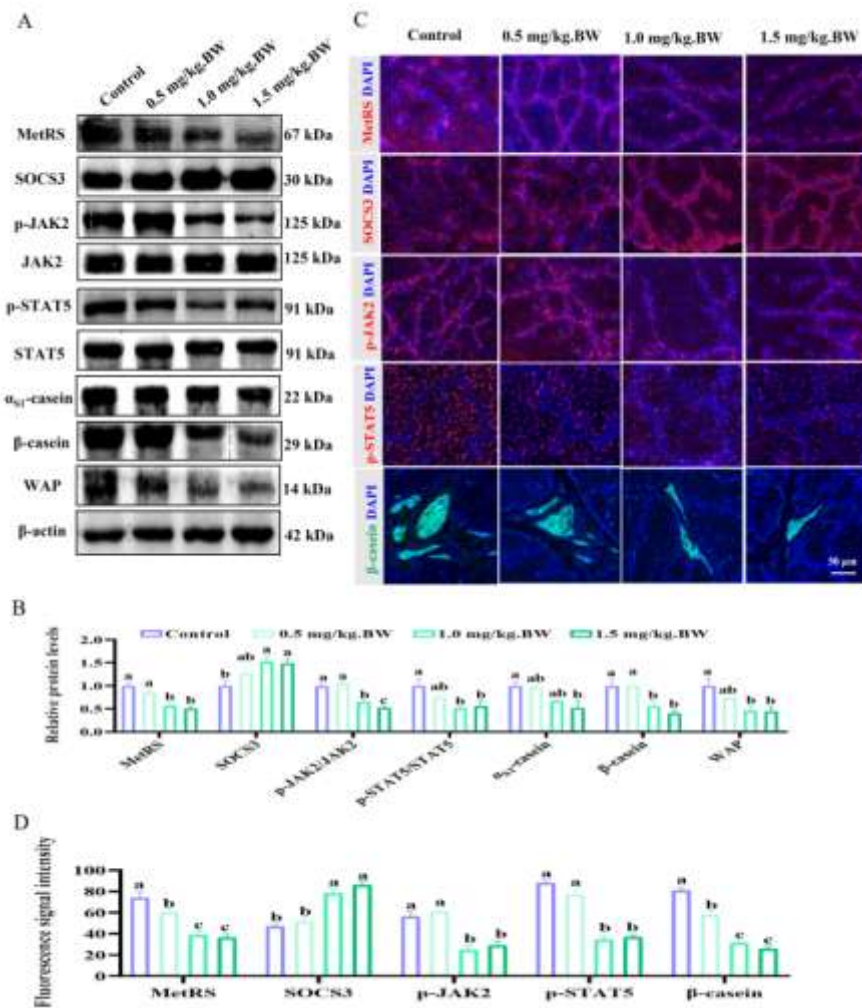 A
Control 0.5 mg/kg.BW 1.0 mg/kg.BW 1.5 mg/kg.BW
MetRS 67 kDa
SOCS3 30 kDa
p-JAK2 125 kDa
JAK2 125 kDa
p-STAT5 91 kDa
STAT5 91 kDa
αS1-casein 22 kDa
β-casein 29 kDa
WAP 14 kDa
β-actin 42 kDa
C
Control 0.5 mg/kg.BW 1.0 mg/kg.BW 1.5 mg/kg.BW
MetRS DAPI
SOCS3 DAPI
p-JAK2 DAPI
p-STAT5 DAPI
β-casein DAPI
50 μm
B
Control 0.5 mg/kg.BW 1.0 mg/kg.BW 1.5 mg/kg.BW
Relative protein levels
2.0
1.5
1.0
0.5
0.0
a a b b b ab a a a a b c a ab b b a a ab b a a b b a ab b b
MetRS SOCS3 p-JAK2/JAK2 p-STAT5/STAT5 αS1-casein β-casein WAP
D
Fluorescence signal intensity
100
80
60
40
20
0
a b c c b b a a a a b b a a b b a b c c
MetRS SOCS3 p-JAK2 p-STAT5 β-casein